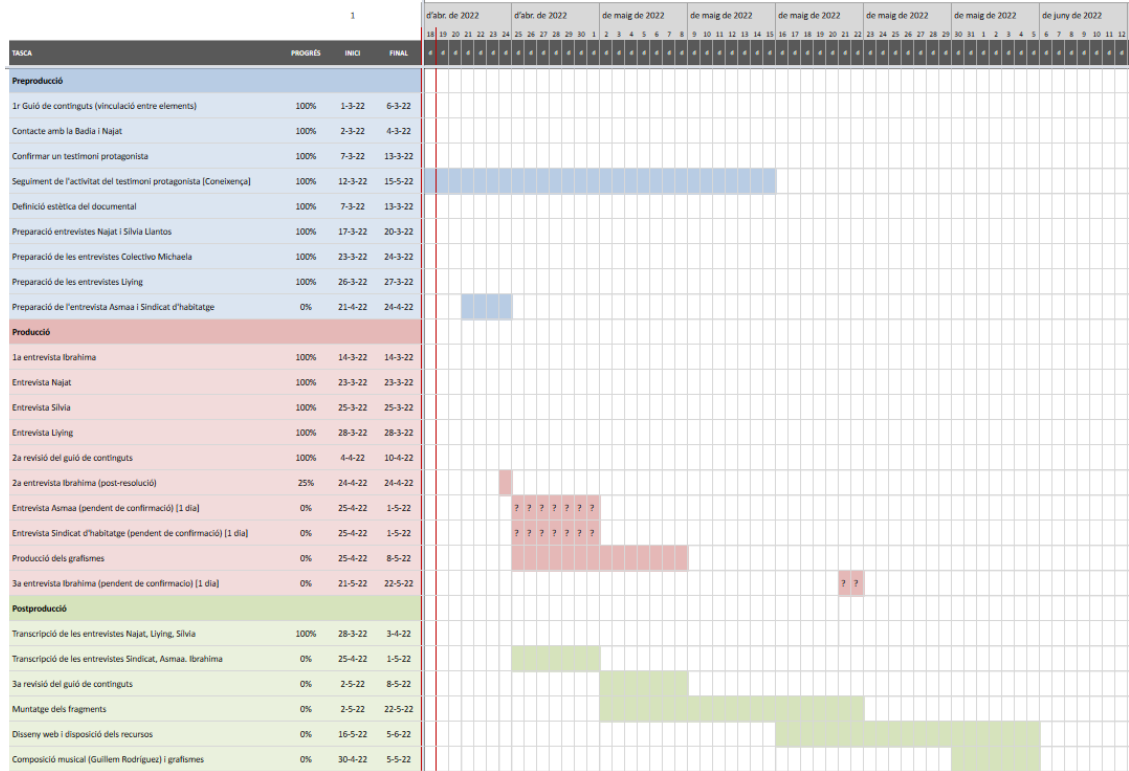 1
d'abr. de 2022 d'abr. de 2022 de maig de 2022 de maig de 2022 de maig de 2022 de maig de 2022 de maig de 2022 de juny de 2022
18 19 20 21 22 23 24 25 26 27 28 29 30 1 2 3 4 5 6 7 8 9 10 11 12 13 14 15 16 17 18 19 20 21 22 23 24 25 26 27 28 29 30 31 1 2 3 4 5 6 7 8 9 10 11 12
TASCA PROGRÉS INICI FINAL
Preproducció
1r Guió de continguts (vinculació entre elements) 100% 1-3-22 6-3-22
Contacte amb la Badia i Najat 100% 2-3-22 4-3-22
Confirmar un testimoni protagonista 100% 7-3-22 13-3-22
Seguiment de l'activitat del testimoni protagonista [Coneixença] 100% 12-3-22 15-5-22
Definició estètica del documental 100% 7-3-22 13-3-22
Preparació entrevistes Najat i Sílvia Llantos 100% 17-3-22 20-3-22
Preparació de les entrevistes Colectivo Michaela 100% 23-3-22 24-3-22
Preparació de les entrevistes Liying 100% 26-3-22 27-3-22
Preparació de l'entrevista Asmaa i Sindicat d'habitatge 0% 21-4-22 24-4-22
Producció
1a entrevista Ibrahima 100% 14-3-22 14-3-22
Entrevista Najat 100% 23-3-22 23-3-22
Entrevista Sílvia 100% 25-3-22 25-3-22
Entrevista Liying 100% 28-3-22 28-3-22
2a revisió del guió de continguts 100% 4-4-22 10-4-22
2a entrevista Ibrahima (post-resolució) 25% 24-4-22 24-4-22
Entrevista Asmaa (pendent de confirmació) [1 dia] 0% 25-4-22 1-5-22 ? ? ? ? ? ? ?
Entrevista Sindicat d'habitatge (pendent de confirmació) [1 dia] 0% 25-4-22 1-5-22 ? ? ? ? ? ? ?
Producció dels grafismes 0% 25-4-22 8-5-22
3a entrevista Ibrahima (pendent de confirmacio) [1 dia] 0% 21-5-22 22-5-22 ? ?
Postproducció
Transcripció de les entrevistes Najat, Liying, Sílvia 100% 28-3-22 3-4-22
Transcripció de les entrevistes Sindicat, Asmaa. Ibrahima 0% 25-4-22 1-5-22
3a revisió del guió de continguts 0% 2-5-22 8-5-22
Muntatge dels fragments 0% 2-5-22 22-5-22
Disseny web i disposició dels recursos 0% 16-5-22 5-6-22
Composició musical (Guillem Rodríguez) i grafismes 0% 30-4-22 5-5-22